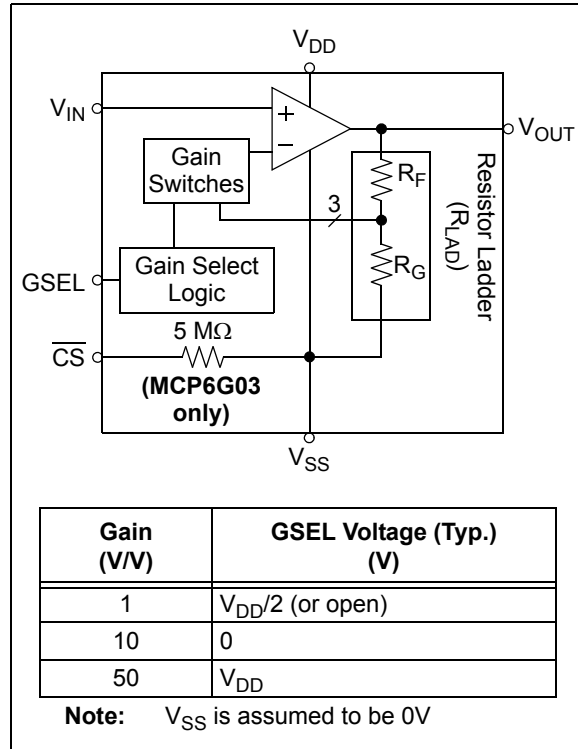 V_DD
V_IN
+
−
V_OUT
Gain
Switches
3
R_F
R_G
Resistor Ladder
(R_LAD)
GSEL
Gain Select
Logic
5 MΩ
C̅S̅
(MCP6G03
only)
V_SS
Gain
(V/V)
GSEL Voltage (Typ.)
(V)
1 V_DD/2 (or open)
10 0
50 V_DD
Note: V_SS is assumed to be 0V